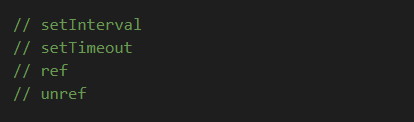 // setInterval
// setTimeout
// ref
// unref